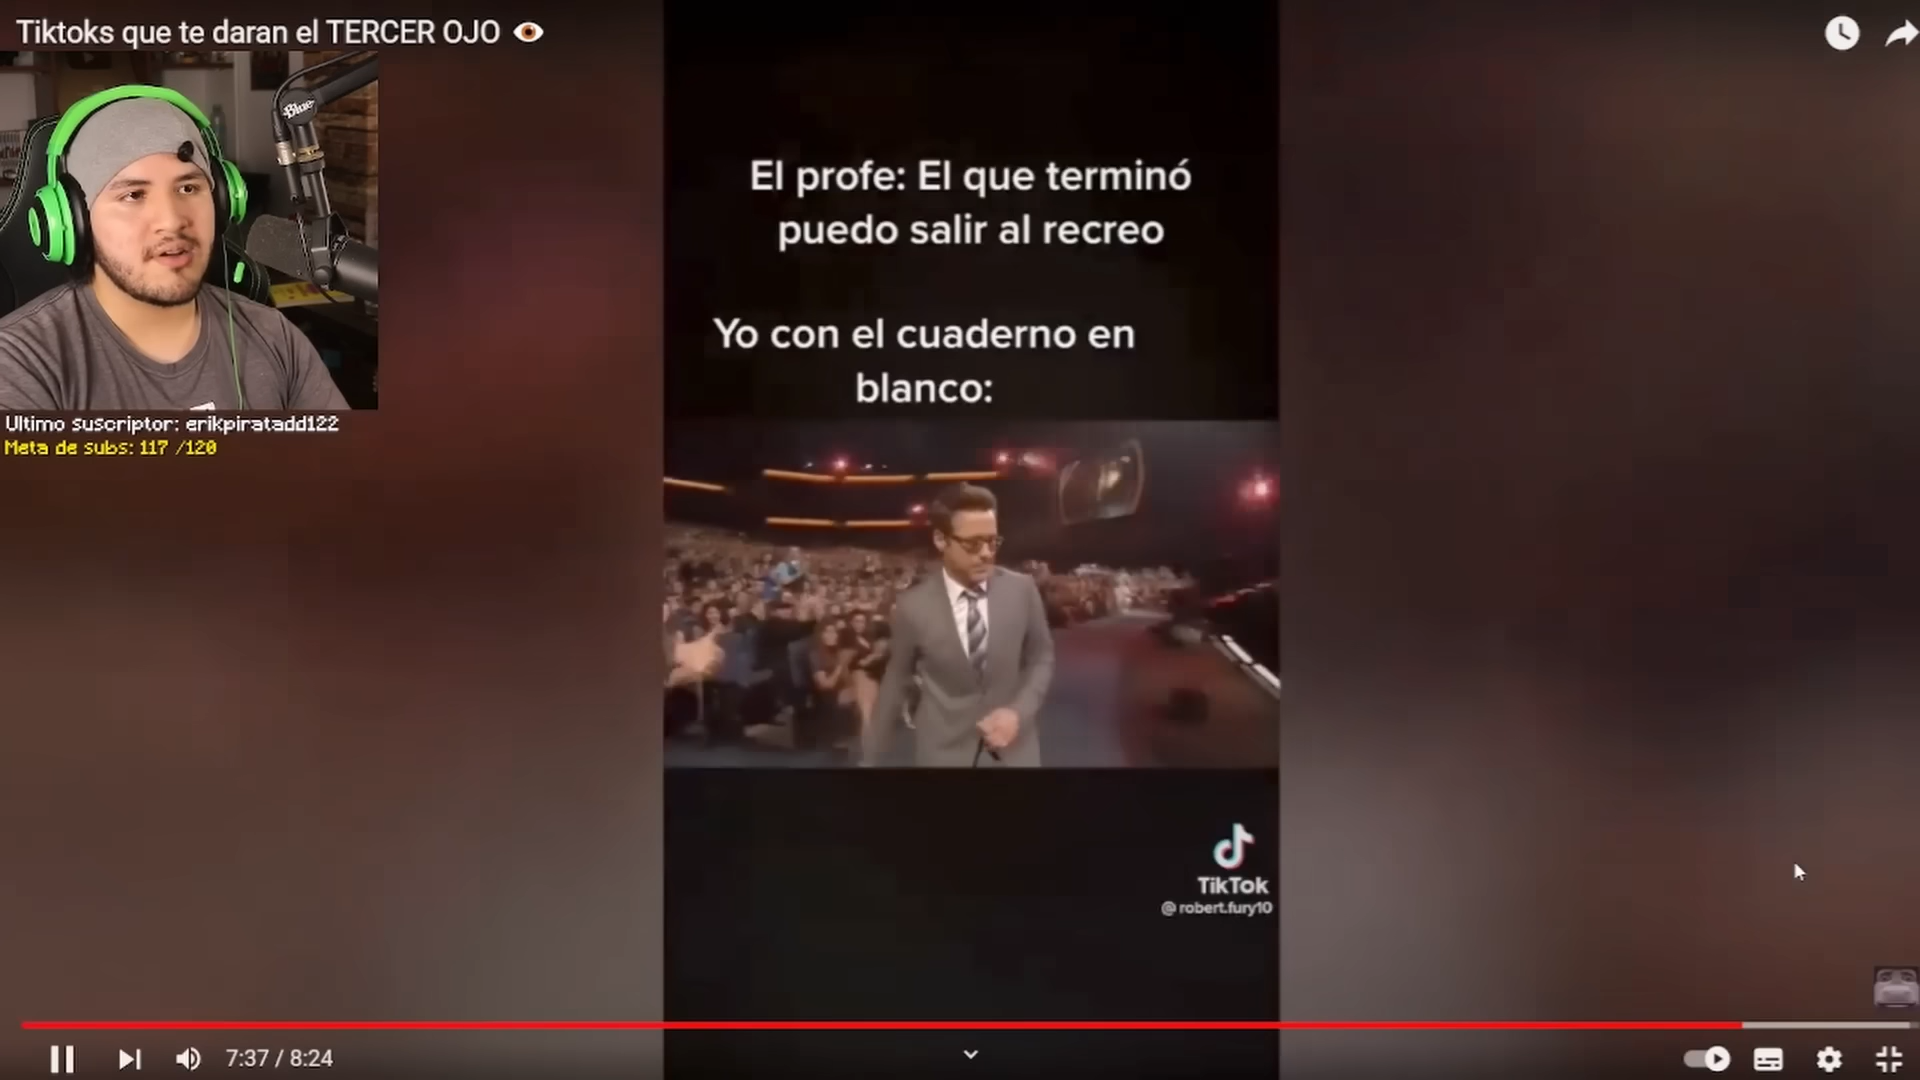 Tiktoks que te daran el TERCER OJO 👁
Blue
Ultimo suscriptor: erikpiratadd122
Meta de subs: 117 /120
El profe: El que terminó
puedo salir al recreo
Yo con el cuaderno en
blanco:
TikTok
@robert.fury10
7:37 / 8:24